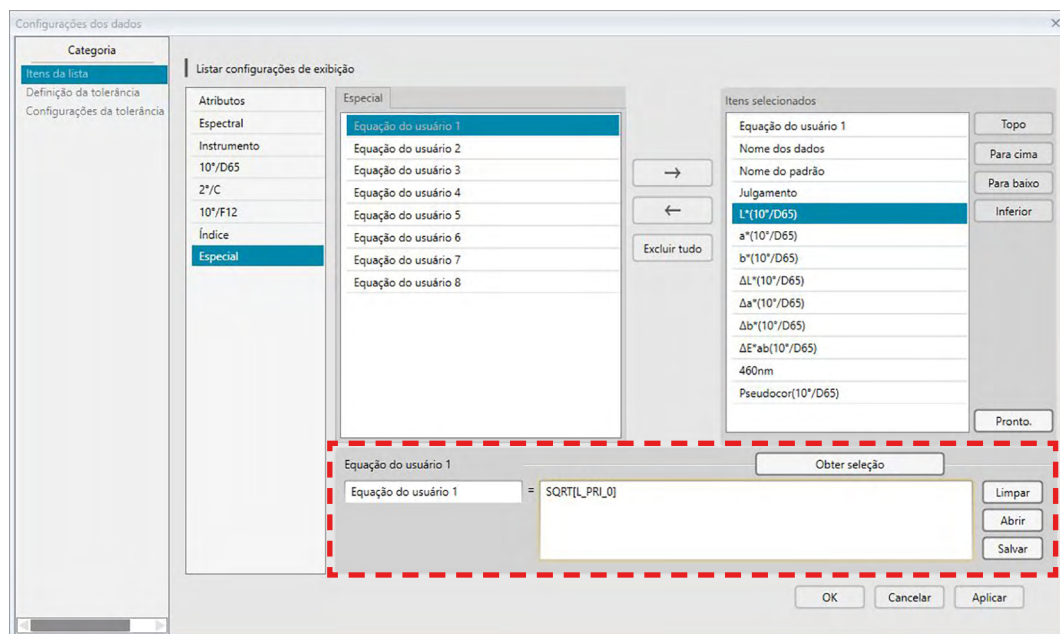 Configurações dos dados
Categoria
Itens da lista
Definição da tolerância
Configurações da tolerância
Listar configurações de exibição
Atributos
Espectral
Instrumento
10°/D65
2°/C
10°/F12
Índice
Especial
Especial
Equação do usuário 1
Equação do usuário 2
Equação do usuário 3
Equação do usuário 4
Equação do usuário 5
Equação do usuário 6
Equação do usuário 7
Equação do usuário 8
→
←
Excluir tudo
Itens selecionados
Equação do usuário 1
Nome dos dados
Nome do padrão
Julgamento
L*(10°/D65)
a*(10°/D65)
b*(10°/D65)
ΔL*(10°/D65)
Δa*(10°/D65)
Δb*(10°/D65)
ΔE*ab(10°/D65)
460nm
Pseudocor(10°/D65)
Topo
Para cima
Para baixo
Inferior
Pronto.
Equação do usuário 1
Obter seleção
Equação do usuário 1 = SQRT[L_PRI_0]
Limpar
Abrir
Salvar
OK Cancelar Aplicar